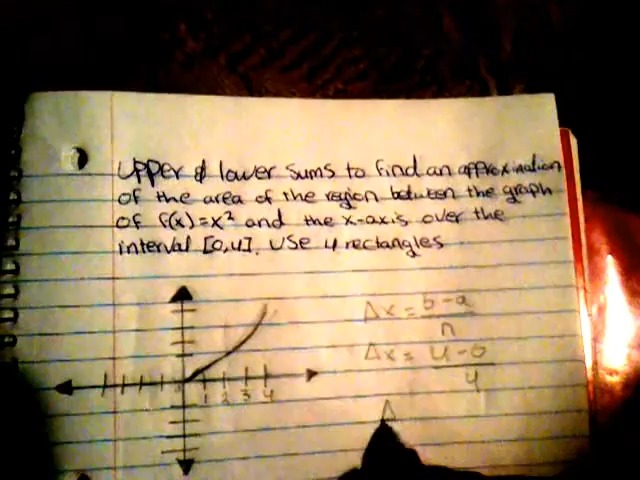 Upper & lower sums to find an approximation
of the area of the region between the graph
of f(x)=x² and the x-axis over the
interval [0,4]. Use 4 rectangles
Δx = b-a
n
Δx = 4-0
4
Δ
1 2 3 4